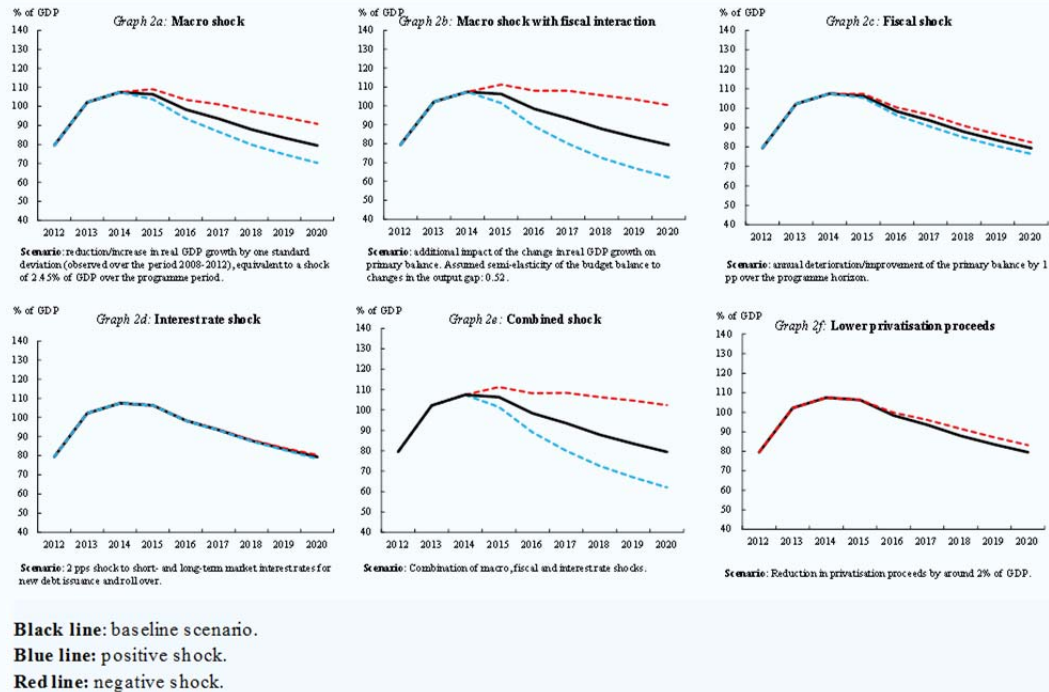 % of GDP
Graph 2a: Macro shock
140
130
120
110
100
90
80
70
60
50
40
2012 2013 2014 2015 2016 2017 2018 2019 2020
Scenario: reduction/increase in real GDP growth by one standard
deviation (observed over the period 2008-2012), equivalent to a shock
of 2.45% of GDP over the programme period.
% of GDP
Graph 2b: Macro shock with fiscal interaction
140
130
120
110
100
90
80
70
60
50
40
2012 2013 2014 2015 2016 2017 2018 2019 2020
Scenario: additional impact of the change in real GDP growth on
primary balance. Assumed semi-elasticity of the budget balance to
changes in the output gap: 0.52.
% of GDP
Graph 2c: Fiscal shock
140
130
120
110
100
90
80
70
60
50
40
2012 2013 2014 2015 2016 2017 2018 2019 2020
Scenario: annual deterioration/improvement of the primary balance by 1
pp over the programme horizon.
% of GDP
Graph 2d: Interest rate shock
140
130
120
110
100
90
80
70
60
50
40
2012 2013 2014 2015 2016 2017 2018 2019 2020
Scenario: 2 pps shock to short- and long-term market interest rates for
new debt issuance and roll over.
% of GDP
Graph 2e: Combined shock
140
130
120
110
100
90
80
70
60
50
40
2012 2013 2014 2015 2016 2017 2018 2019 2020
Scenario: Combination of macro, fiscal and interest rate shocks.
% of GDP
Graph 2f: Lower privatisation proceeds
140
130
120
110
100
90
80
70
60
50
40
2012 2013 2014 2015 2016 2017 2018 2019 2020
Scenario: Reduction in privatisation proceeds by around 2% of GDP.
Black line: baseline scenario.
Blue line: positive shock.
Red line: negative shock.